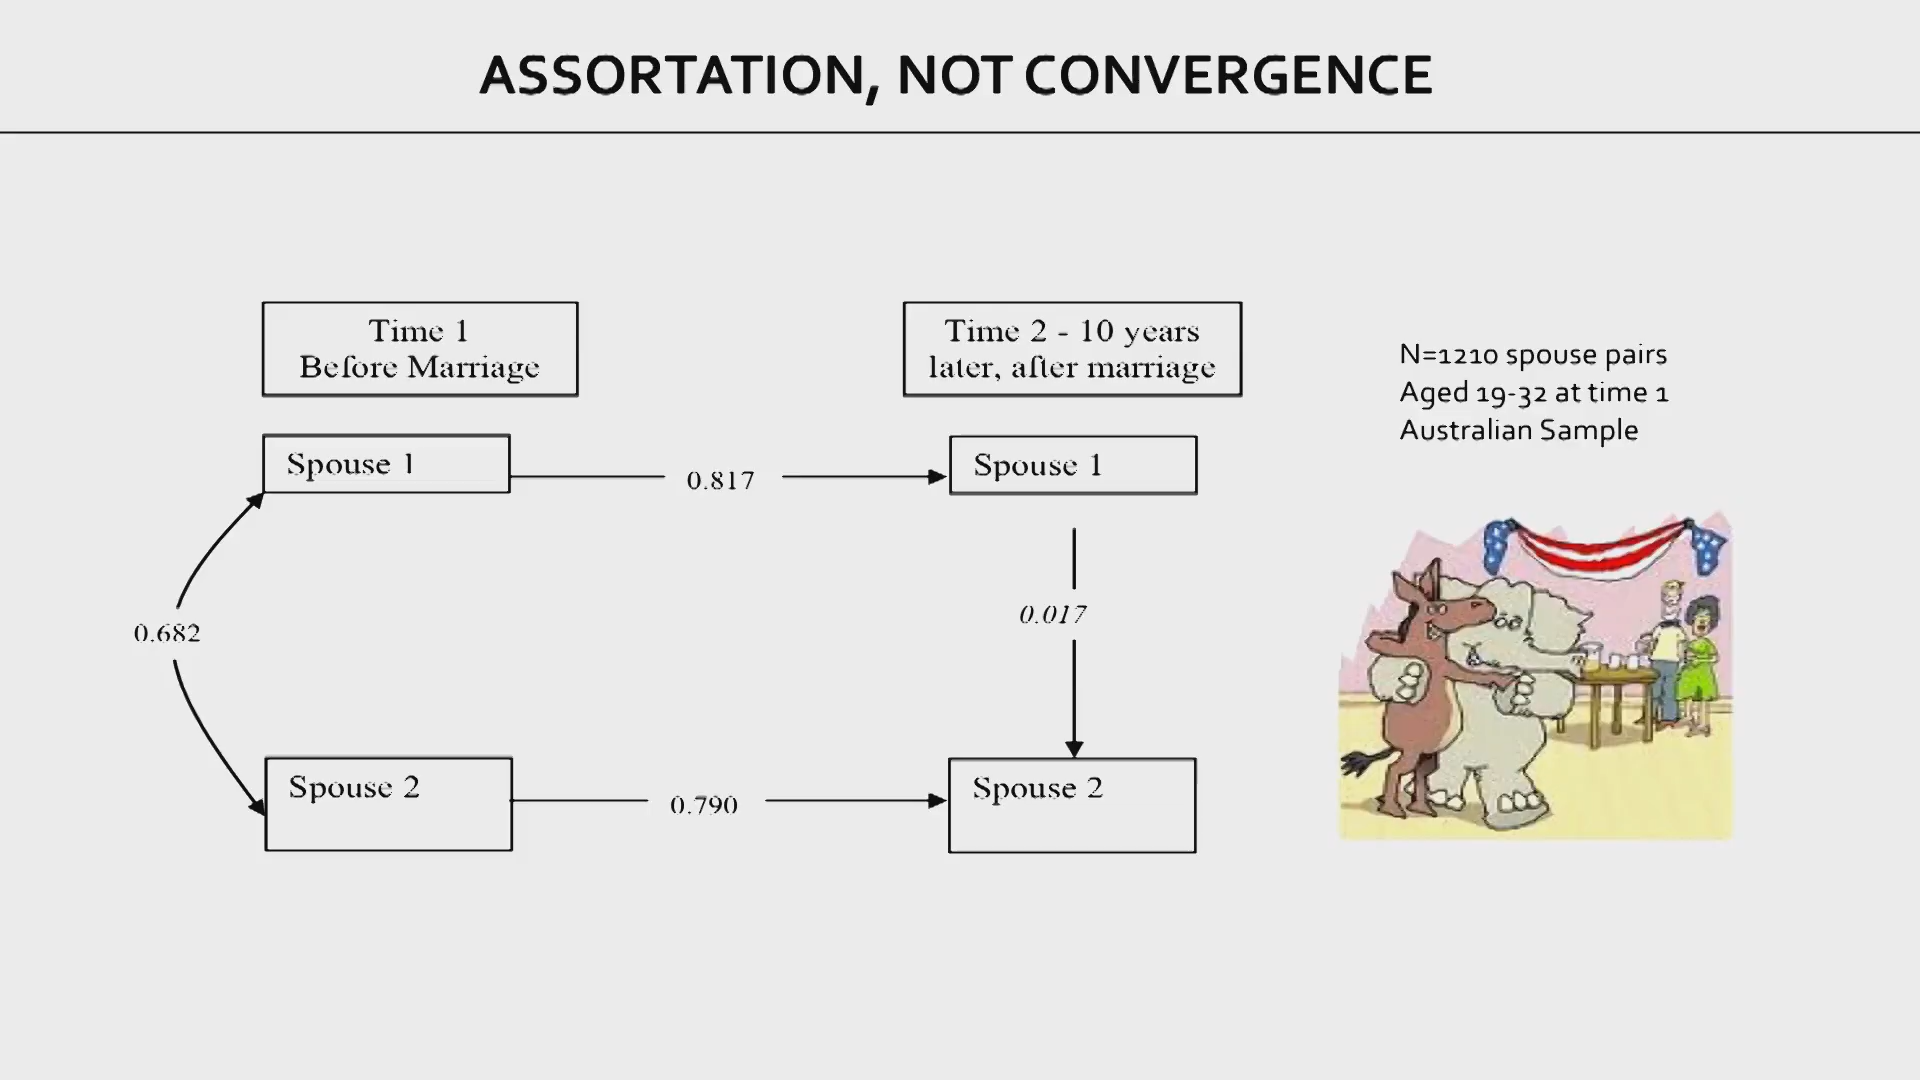 ASSORTATION, NOT CONVERGENCE
Time 1
Before Marriage
Time 2 - 10 years
later, after marriage
N=1210 spouse pairs
Aged 19-32 at time 1
Australian Sample
Spouse 1
0.817
Spouse 1
0.682
0.017
Spouse 2
0.790
Spouse 2